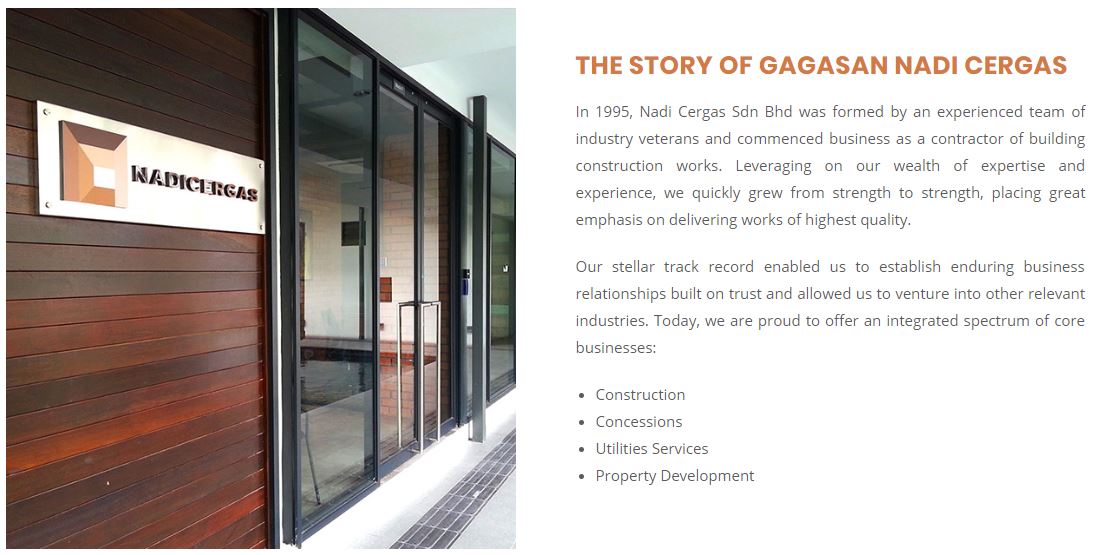 NADICERGAS
THE STORY OF GAGASAN NADI CERGAS
In 1995, Nadi Cergas Sdn Bhd was formed by an experienced team of
industry veterans and commenced business as a contractor of building
construction works. Leveraging on our wealth of expertise and
experience, we quickly grew from strength to strength, placing great
emphasis on delivering works of highest quality.
Our stellar track record enabled us to establish enduring business
relationships built on trust and allowed us to venture into other relevant
industries. Today, we are proud to offer an integrated spectrum of core
businesses:
• Construction
• Concessions
• Utilities Services
• Property Development